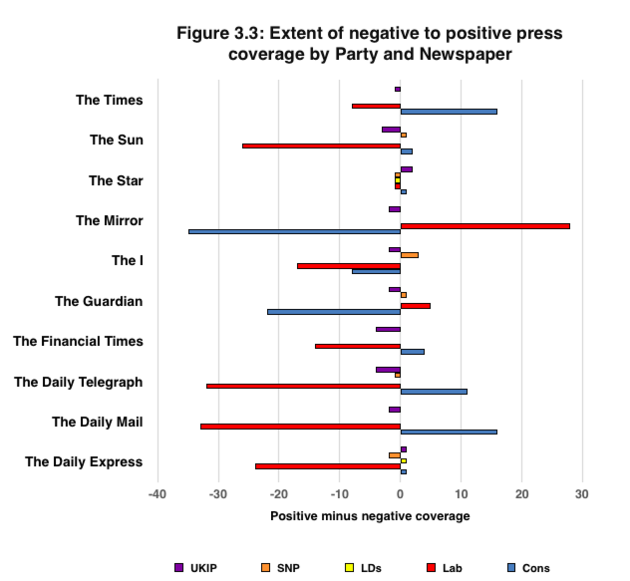 Figure 3.3: Extent of negative to positive press
coverage by Party and Newspaper
The Times
The Sun
The Star
The Mirror
The I
The Guardian
The Financial Times
The Daily Telegraph
The Daily Mail
The Daily Express
-40 -30 -20 -10 0 10 20 30
Positive minus negative coverage
UKIP SNP LDs Lab Cons